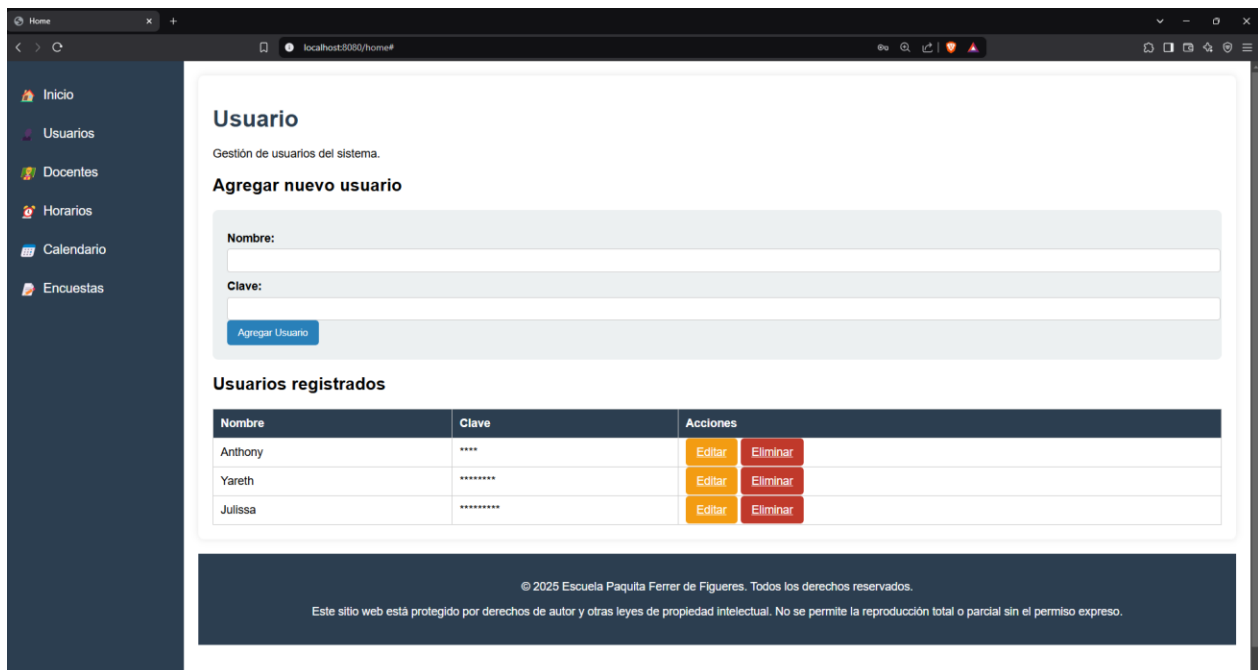 Home
localhost:8080/home#
Inicio
Usuarios
Docentes
Horarios
Calendario
Encuestas
Usuario
Gestión de usuarios del sistema.
Agregar nuevo usuario
Nombre:
Clave:
Agregar Usuario
Usuarios registrados
Nombre Clave Acciones
Anthony **** Editar Eliminar
Yareth ******** Editar Eliminar
Julissa ********* Editar Eliminar
© 2025 Escuela Paquita Ferrer de Figueres. Todos los derechos reservados.
Este sitio web está protegido por derechos de autor y otras leyes de propiedad intelectual. No se permite la reproducción total o parcial sin el permiso expreso.